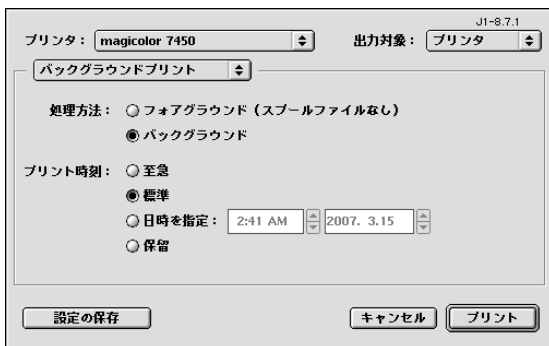 J1-8.7.1
プリンタ： magicolor 7450 出力対象： プリンタ
バックグラウンドプリント
処理方法： フォアグラウンド（スプールファイルなし）
バックグラウンド
プリント時刻： 至急
標準
日時を指定： 2:41 AM 2007. 3.15
保留
設定の保存 キャンセル プリント